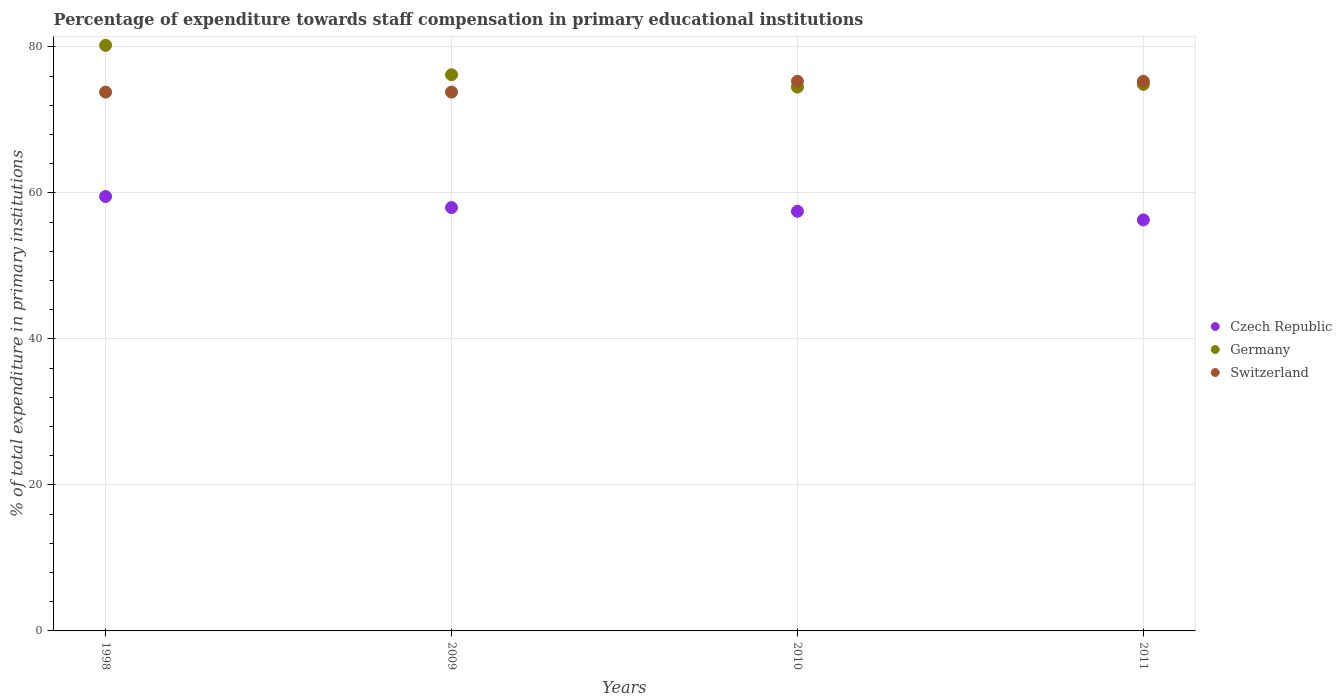 Percentage of expenditure towards staff compensation in primary educational institutions
% of total expenditure in primary institutions
80
60
40
20
0
1998
2009
2010
2011
Years
Czech Republic
Germany
Switzerland